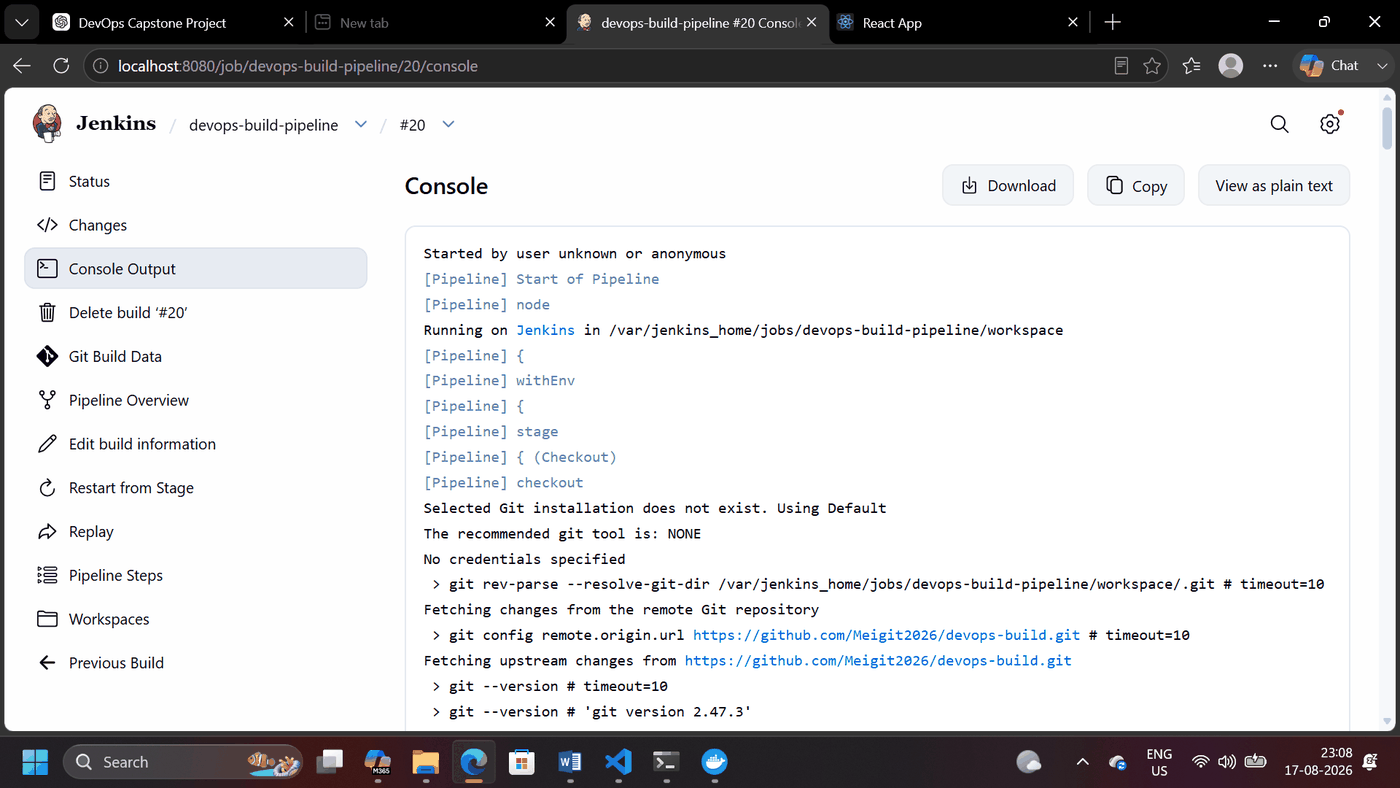 DevOps Capstone Project
New tab
devops-build-pipeline #20 Conso
React App
localhost:8080/job/devops-build-pipeline/20/console
Chat
Jenkins / devops-build-pipeline / #20
Status
Changes
Console Output
Delete build ‘#20’
Git Build Data
Pipeline Overview
Edit build information
Restart from Stage
Replay
Pipeline Steps
Workspaces
Previous Build
Console
Download
Copy
View as plain text
Started by user unknown or anonymous
[Pipeline] Start of Pipeline
[Pipeline] node
Running on Jenkins in /var/jenkins_home/jobs/devops-build-pipeline/workspace
[Pipeline] {
[Pipeline] withEnv
[Pipeline] {
[Pipeline] stage
[Pipeline] { (Checkout)
[Pipeline] checkout
Selected Git installation does not exist. Using Default
The recommended git tool is: NONE
No credentials specified
> git rev-parse --resolve-git-dir /var/jenkins_home/jobs/devops-build-pipeline/workspace/.git # timeout=10
Fetching changes from the remote Git repository
> git config remote.origin.url https://github.com/Meigit2026/devops-build.git # timeout=10
Fetching upstream changes from https://github.com/Meigit2026/devops-build.git
> git --version # timeout=10
> git --version # 'git version 2.47.3'
Search
M365
ENG
US
23:08
17-08-2026